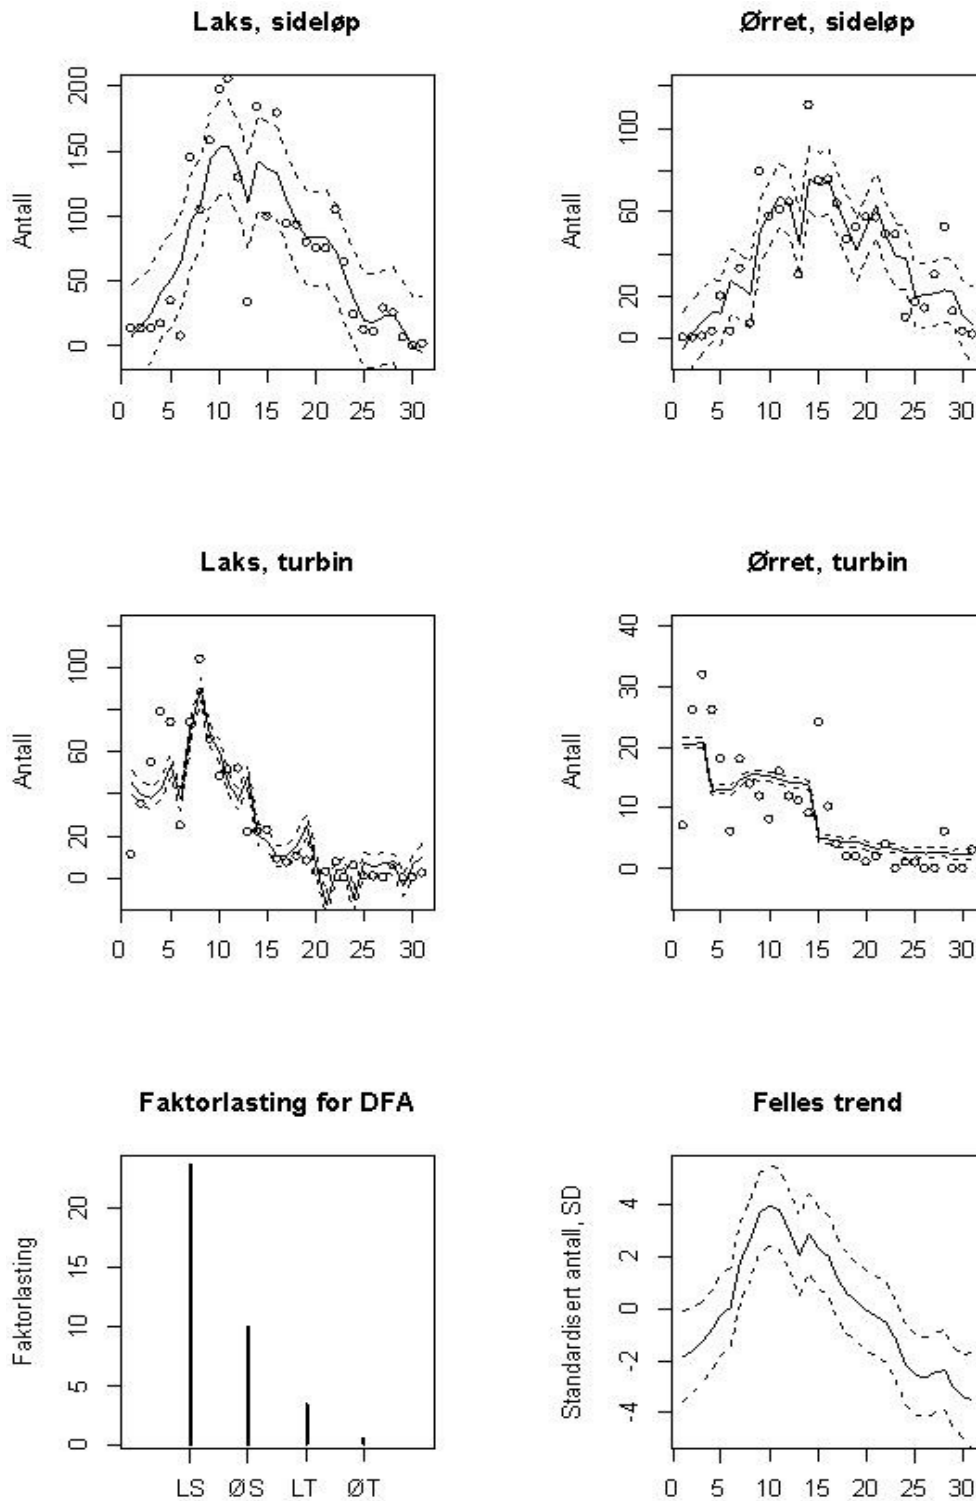 Laks, sideløp
Antall
0 50 100 150 200
0 5 10 15 20 25 30
Ørret, sideløp
Antall
0 20 60 100
0 5 10 15 20 25 30
Laks, turbin
Antall
0 20 60 100
0 5 10 15 20 25 30
Ørret, turbin
Antall
0 10 20 30 40
0 5 10 15 20 25 30
Faktorlasting for DFA
Faktorlasting
0 5 10 15 20
LS ØS LT ØT
Felles trend
Standardisert antall, SD
-4 -2 0 2 4
0 5 10 15 20 25 30